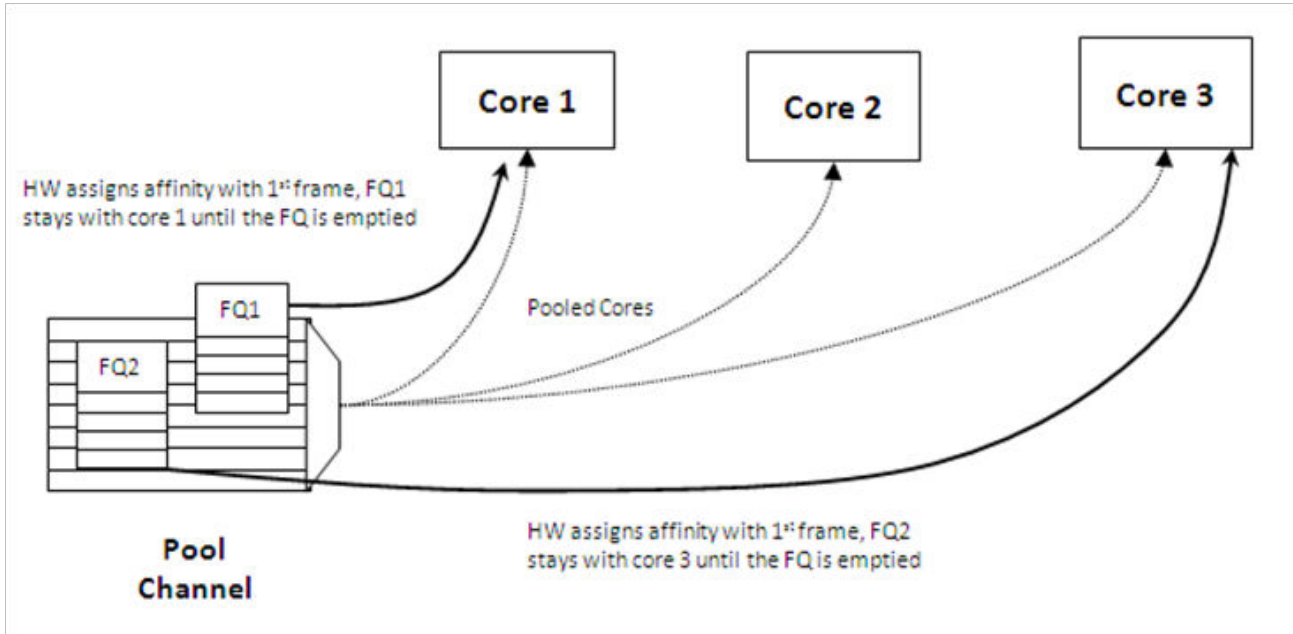 Core 1
Core 2
Core 3
HW assigns affinity with 1st frame, FQ1
stays with core 1 until the FQ is emptied
FQ1
Pooled Cores
FQ2
HW assigns affinity with 1st frame, FQ2
stays with core 3 until the FQ is emptied
Pool
Channel